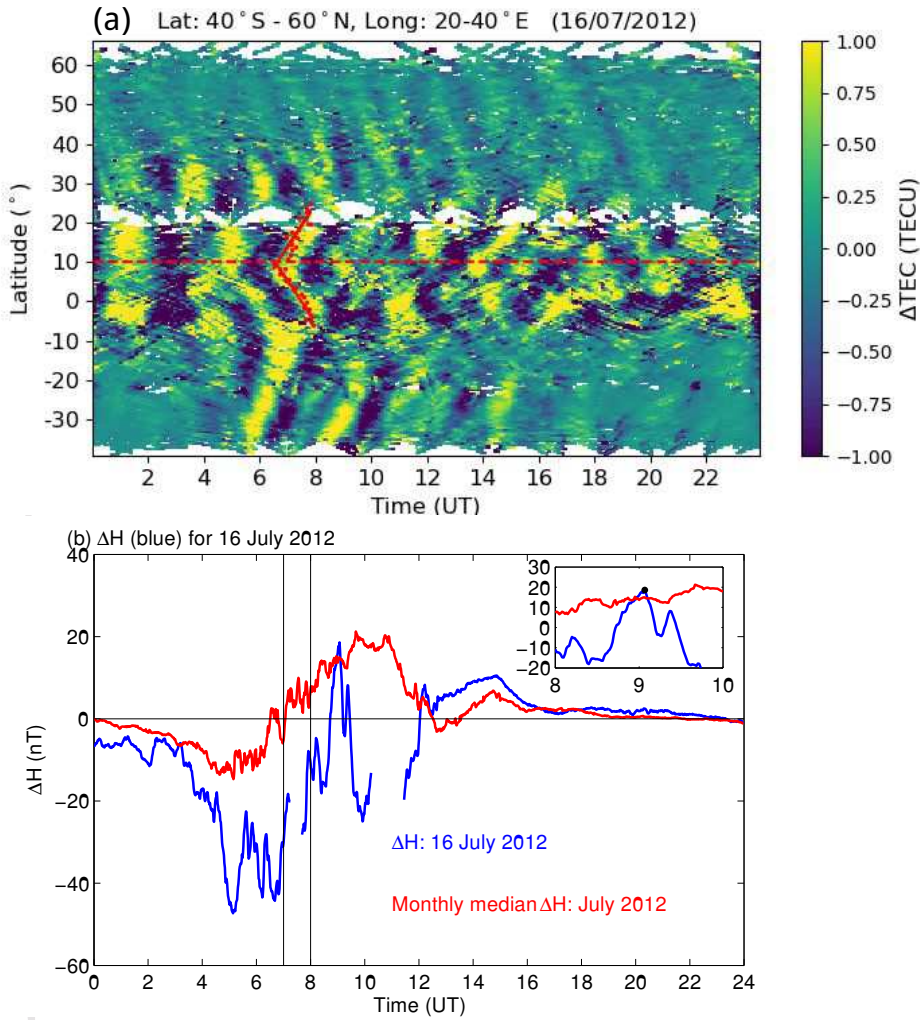 (a) Lat: 40°S - 60°N, Long: 20-40°E (16/07/2012)
60
50
40
30
20
10
0
-10
-20
-30
Latitude (°)
2 4 6 8 10 12 14 16 18 20 22
Time (UT)
1.00
0.75
0.50
0.25
0.00
−0.25
−0.50
−0.75
−1.00
ΔTEC (TECU)
(b) ΔH (blue) for 16 July 2012
40
20
0
−20
−40
−60
ΔH (nT)
30
20
10
0
−10
−20
8 9 10
ΔH: 16 July 2012
Monthly median ΔH: July 2012
0 2 4 6 8 10 12 14 16 18 20 22 24
Time (UT)